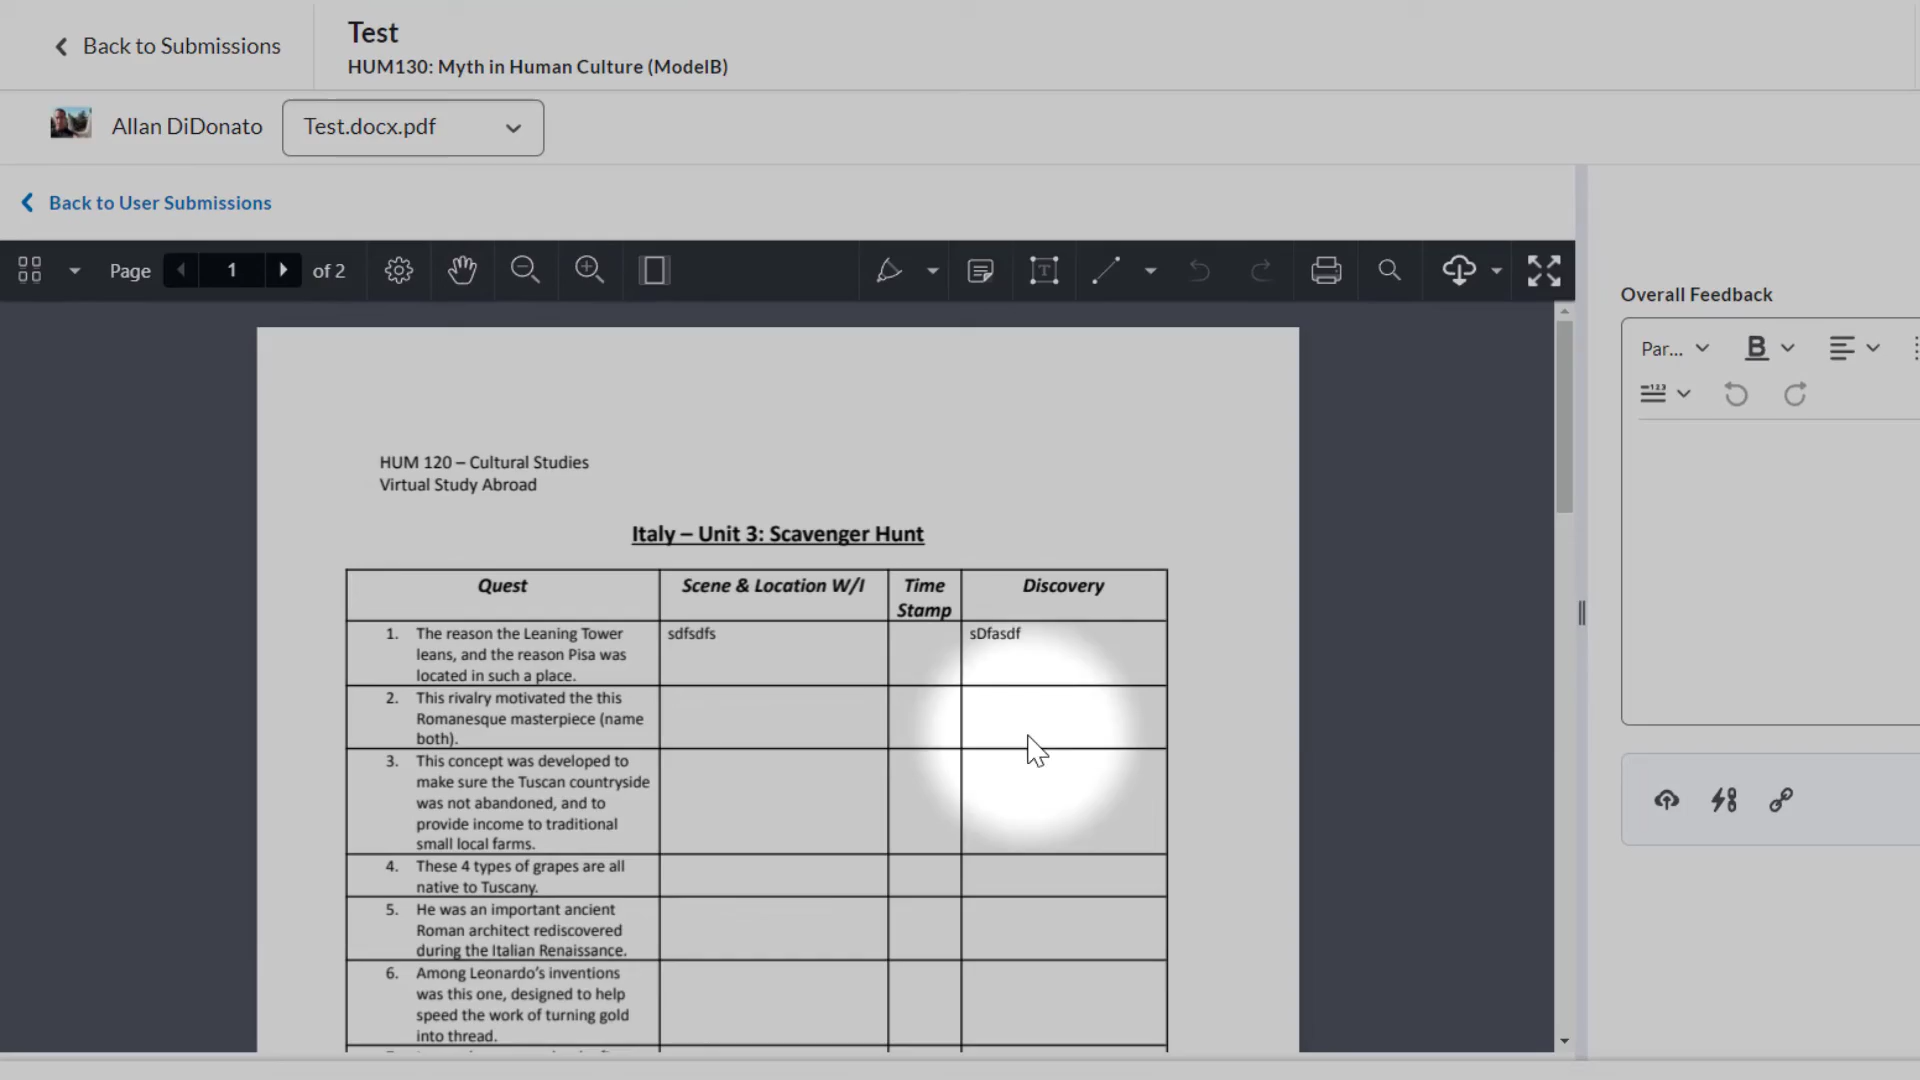 Back to Submissions
Test
HUM130: Myth in Human Culture (ModelB)
Allan DiDonato
Test.docx.pdf
Back to User Submissions
Page 1 of 2
Overall Feedback
Par...
B
HUM 120 – Cultural Studies
Virtual Study Abroad
Italy – Unit 3: Scavenger Hunt
Quest
Scene & Location W/I
Time
Stamp
Discovery
1. The reason the Leaning Tower
leans, and the reason Pisa was
located in such a place.
sdfsdfs
sDfasdf
2. This rivalry motivated the this
Romanesque masterpiece (name
both).
3. This concept was developed to
make sure the Tuscan countryside
was not abandoned, and to
provide income to traditional
small local farms.
4. These 4 types of grapes are all
native to Tuscany.
5. He was an important ancient
Roman architect rediscovered
during the Italian Renaissance.
6. Among Leonardo’s inventions
was this one, designed to help
speed the work of turning gold
into thread.